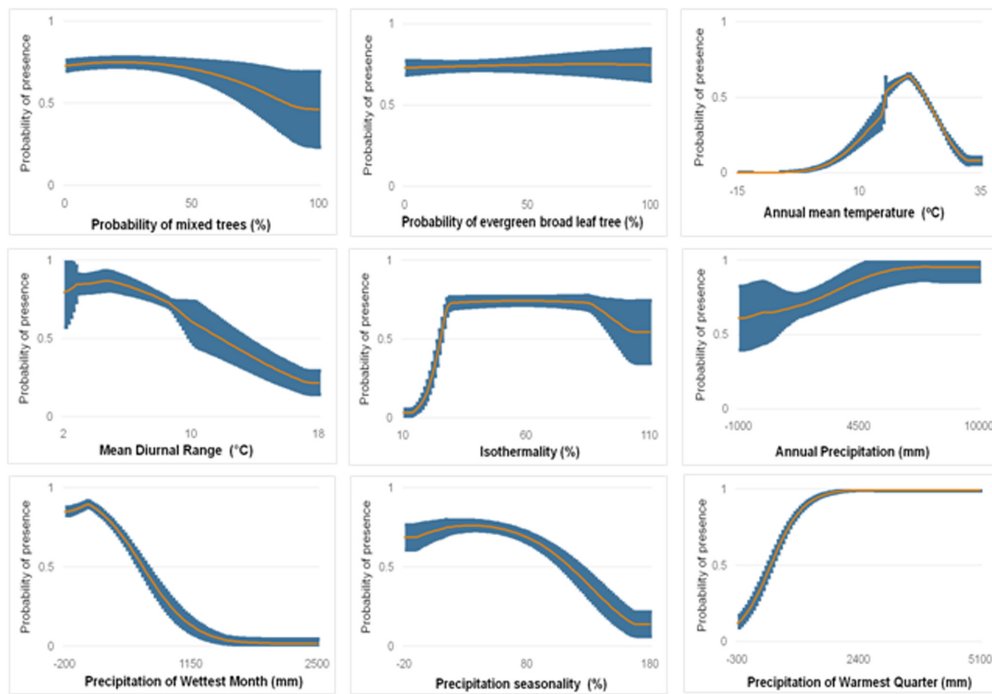 Probability of presence
1
0.5
0
0 50 100
Probability of mixed trees (%)
Probability of presence
1
0.5
0
0 50 100
Probability of evergreen broad leaf tree (%)
Probability of presence
1
0.5
0
-15 10 35
Annual mean temperature (ºC)
Probability of presence
1
0.5
0
2 10 18
Mean Diurnal Range (°C)
Probability of presence
1
0.5
0
10 60 110
Isothermality (%)
Probability of presence
1
0.5
0
-1000 4500 10000
Annual Precipitation (mm)
Probability of presence
1
0.5
0
-200 1150 2500
Precipitation of Wettest Month (mm)
Probability of presence
1
0.5
0
-20 80 180
Precipitation seasonality (%)
Probability of presence
1
0.5
0
-300 2400 5100
Precipitation of Warmest Quarter (mm)